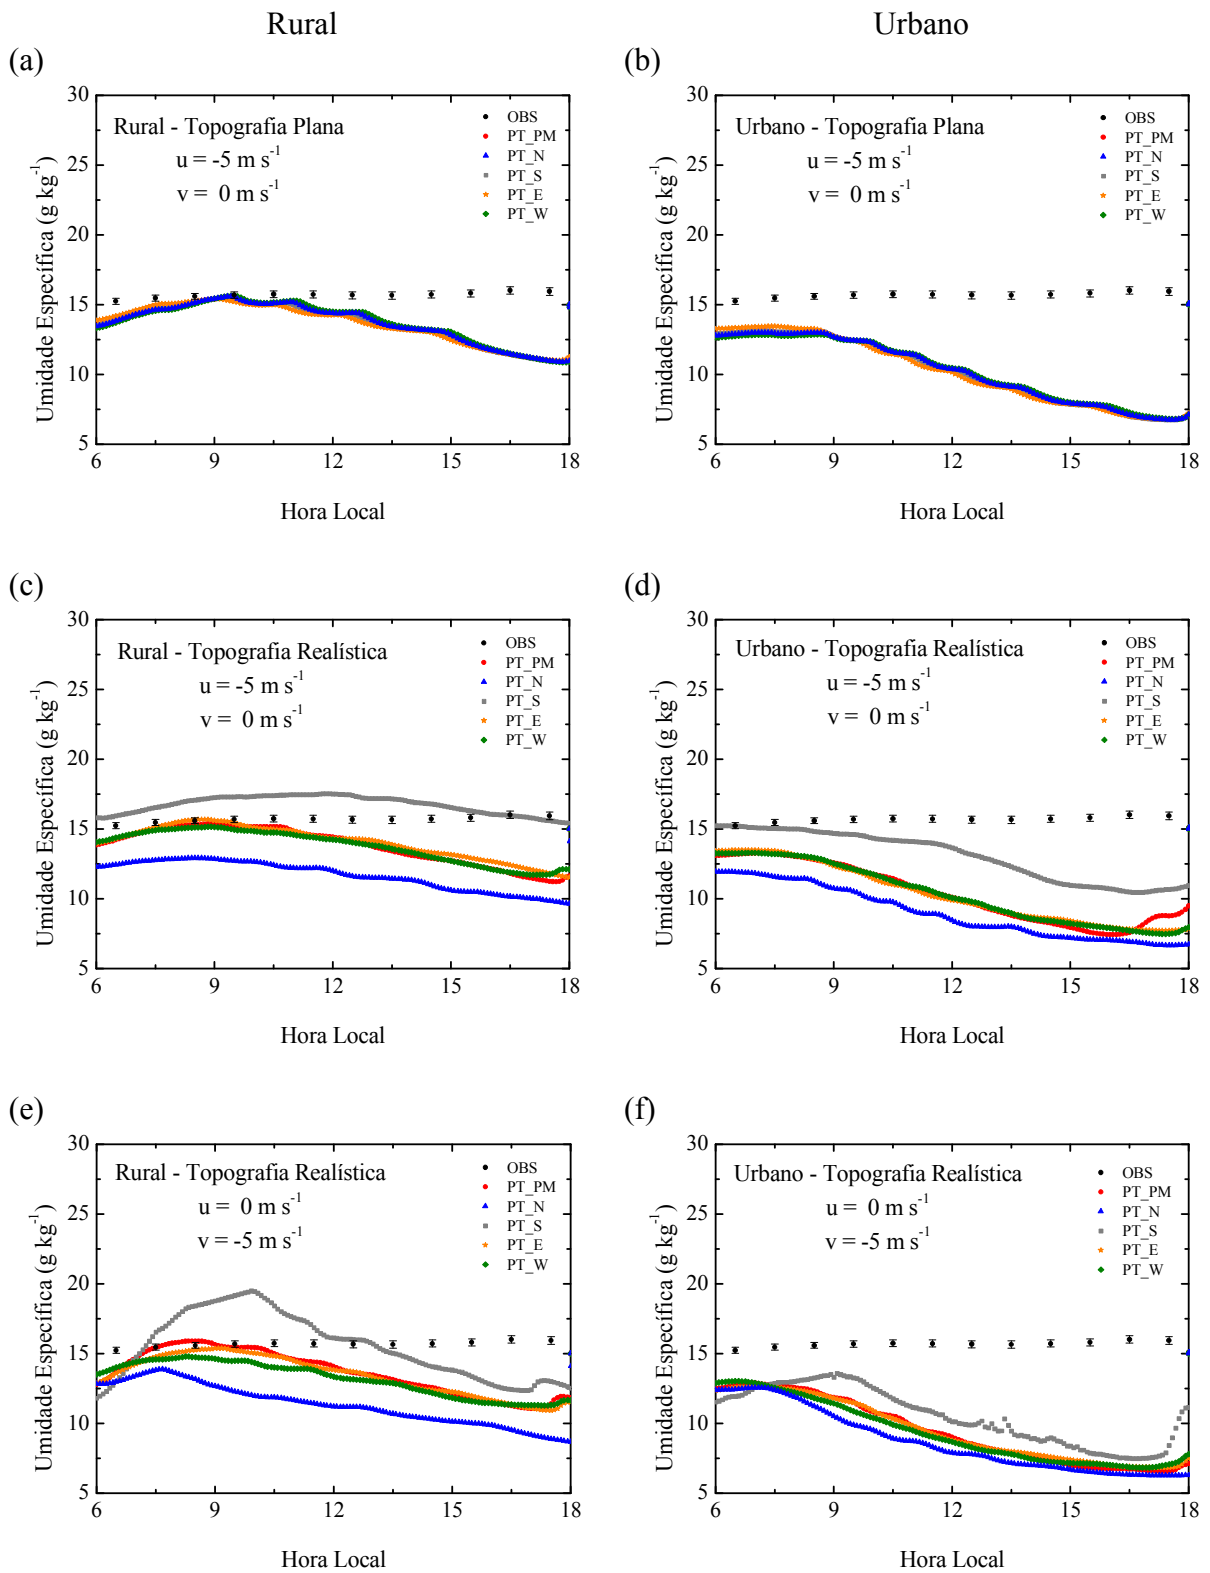 Rural
Urbano
(a)
(b)
30
25
20
15
10
5
6
9
12
15
18
Umidade Específica (g kg⁻¹)
Hora Local
Rural - Topografia Plana
u = -5 m s⁻¹
v = 0 m s⁻¹
OBS
PT_PM
PT_N
PT_S
PT_E
PT_W
30
25
20
15
10
5
6
9
12
15
18
Umidade Específica (g kg⁻¹)
Hora Local
Urbano - Topografia Plana
u = -5 m s⁻¹
v = 0 m s⁻¹
OBS
PT_PM
PT_N
PT_S
PT_E
PT_W
(c)
(d)
30
25
20
15
10
5
6
9
12
15
18
Umidade Específica (g kg⁻¹)
Hora Local
Rural - Topografia Realística
u = -5 m s⁻¹
v = 0 m s⁻¹
OBS
PT_PM
PT_N
PT_S
PT_E
PT_W
30
25
20
15
10
5
6
9
12
15
18
Umidade Específica (g kg⁻¹)
Hora Local
Urbano - Topografia Realística
u = -5 m s⁻¹
v = 0 m s⁻¹
OBS
PT_PM
PT_N
PT_S
PT_E
PT_W
(e)
(f)
30
25
20
15
10
5
6
9
12
15
18
Umidade Específica (g kg⁻¹)
Hora Local
Rural - Topografia Realística
u = 0 m s⁻¹
v = -5 m s⁻¹
OBS
PT_PM
PT_N
PT_S
PT_E
PT_W
30
25
20
15
10
5
6
9
12
15
18
Umidade Específica (g kg⁻¹)
Hora Local
Urbano - Topografia Realística
u = 0 m s⁻¹
v = -5 m s⁻¹
OBS
PT_PM
PT_N
PT_S
PT_E
PT_W